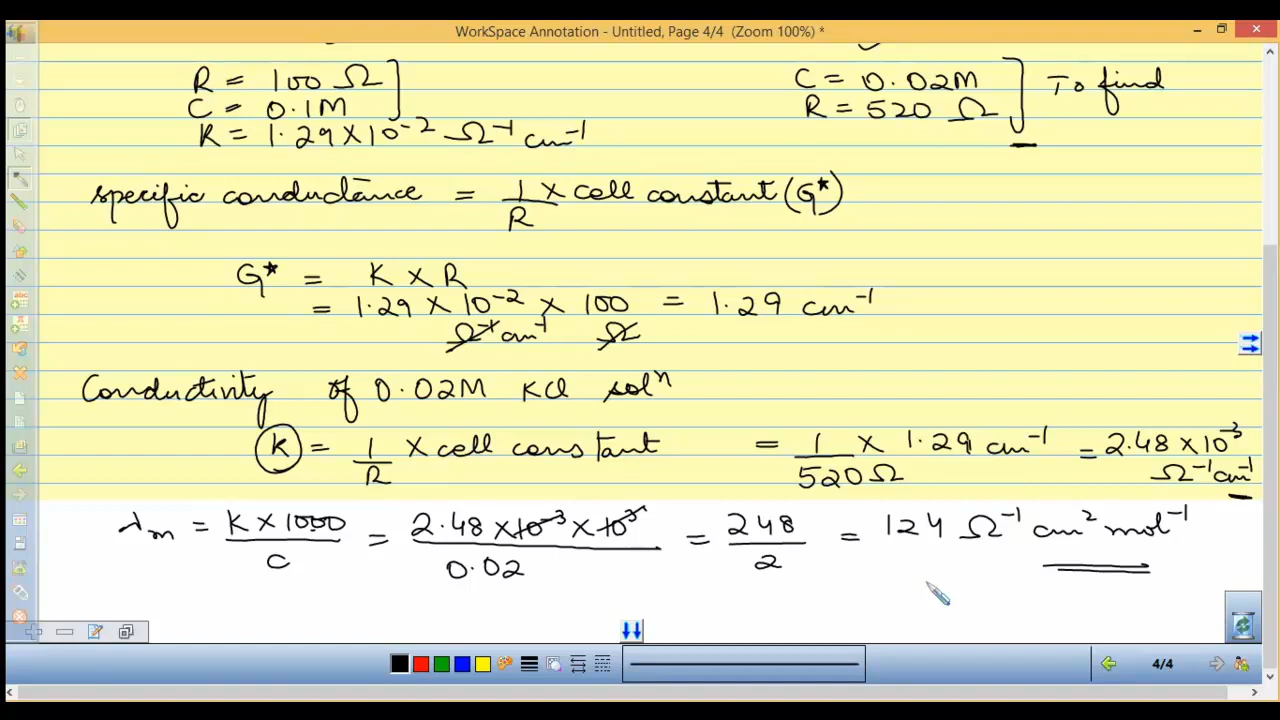 WorkSpace Annotation - Untitled, Page 4/4 (Zoom 100%) *
R = 100 Ω
C = 0.1M
K = 1.29 X 10⁻² Ω⁻¹ cm⁻¹
C = 0.02M
R = 520 Ω
To find
specific conductance = 1/R X cell constant (G*)
G* = K X R
= 1.29 X 10⁻² X 100 = 1.29 cm⁻¹
Ω⁻¹ cm⁻¹ Ω
Conductivity of 0.02M KCl solⁿ
K = 1/R X cell constant = 1/520Ω X 1.29 cm⁻¹ = 2.48 X 10⁻³
Ω⁻¹ cm⁻¹
λm = K X 1000/C = 2.48 X 10⁻³ X 10³/0.02 = 248/2 = 124 Ω⁻¹ cm² mol⁻¹
4/4